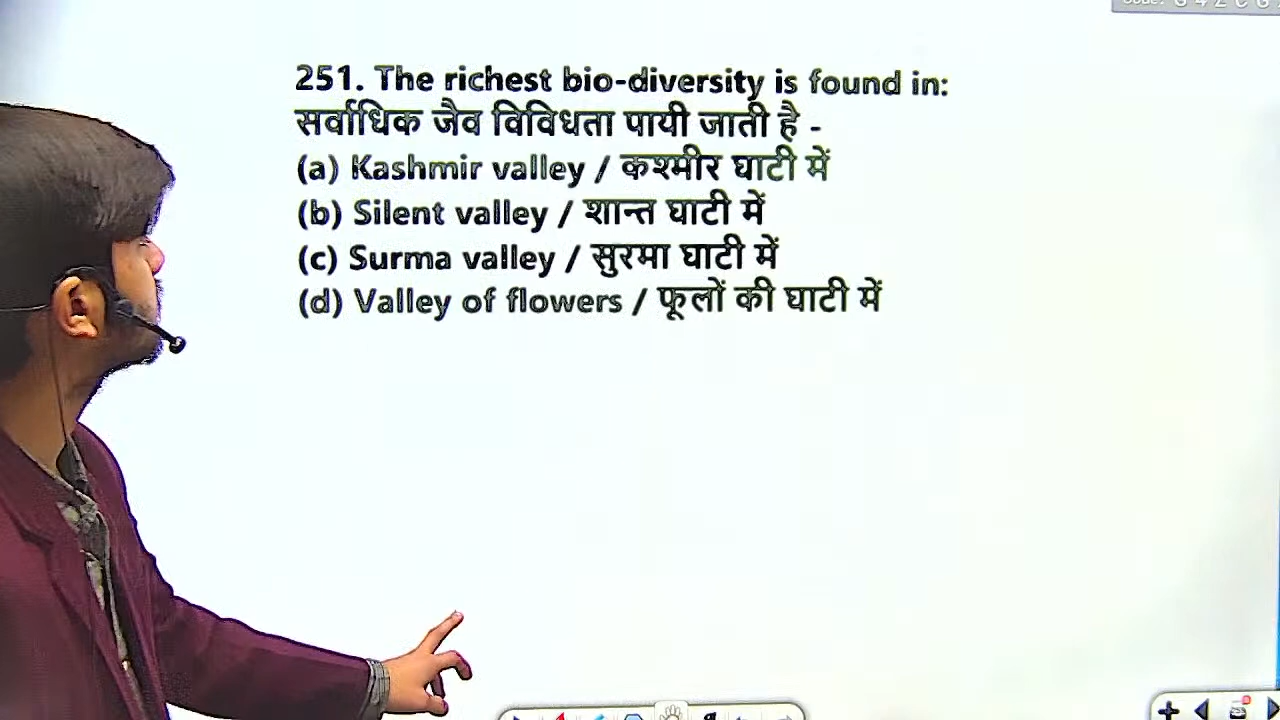 251. The richest bio-diversity is found in:
सर्वाधिक जैव विविधता पायी जाती है -
(a) Kashmir valley / कश्मीर घाटी में
(b) Silent valley / शान्त घाटी में
(c) Surma valley / सुरमा घाटी में
(d) Valley of flowers / फूलों की घाटी में